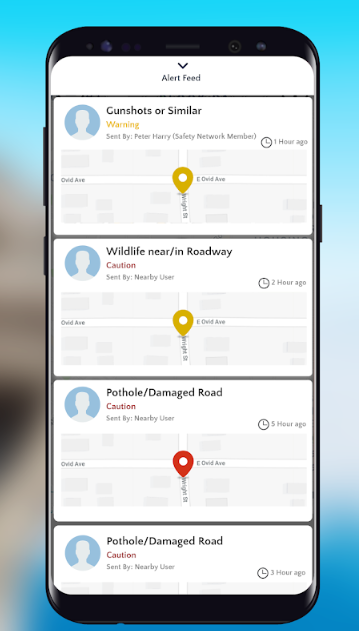 Alert Feed
Gunshots or Similar
Warning
Sent By: Peter Harry (Safety Network Member)
1 Hour ago
Ovid Ave
E Ovid Ave
Wright St
Wildlife near/in Roadway
Caution
Sent By: Nearby User
2 Hour ago
Ovid Ave
E Ovid Ave
Wright St
Pothole/Damaged Road
Caution
Sent By: Nearby User
5 Hour ago
Ovid Ave
E Ovid Ave
Wright St
Pothole/Damaged Road
Caution
Sent By: Nearby User
3 Hour ago